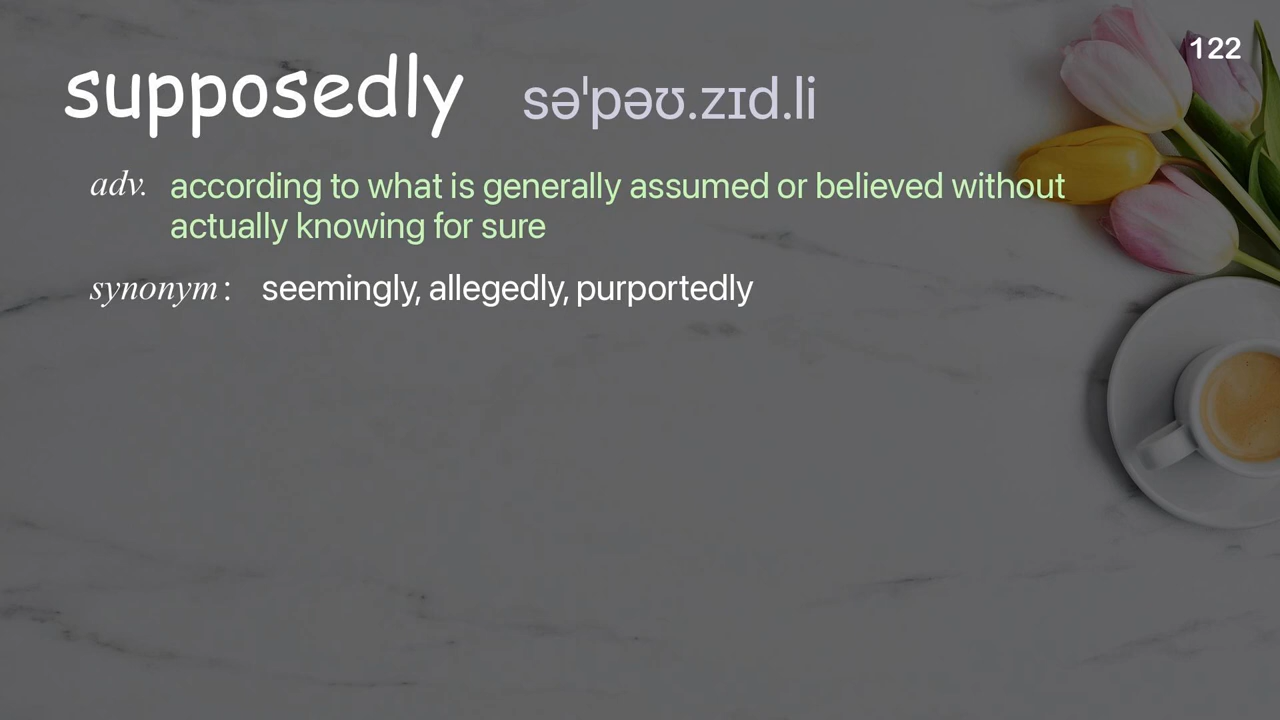 122
supposedly səˈpəʊ.zɪd.li
adv. according to what is generally assumed or believed without
actually knowing for sure
synonym : seemingly, allegedly, purportedly